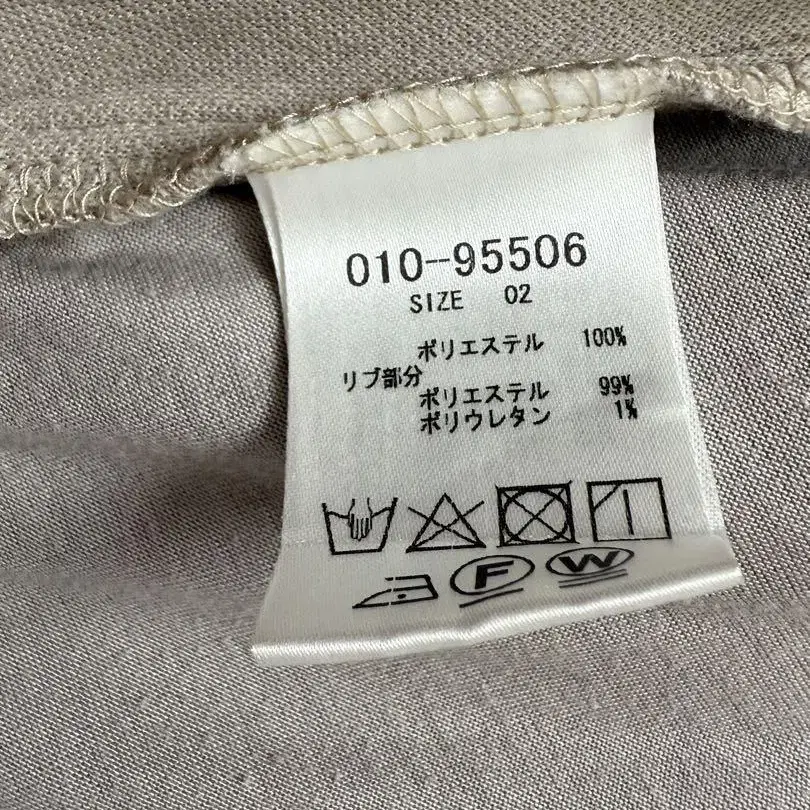 010-95506
SIZE 02
ポリエステル 100%
リブ部分
ポリエステル 99%
ポリウレタン 1%
F W